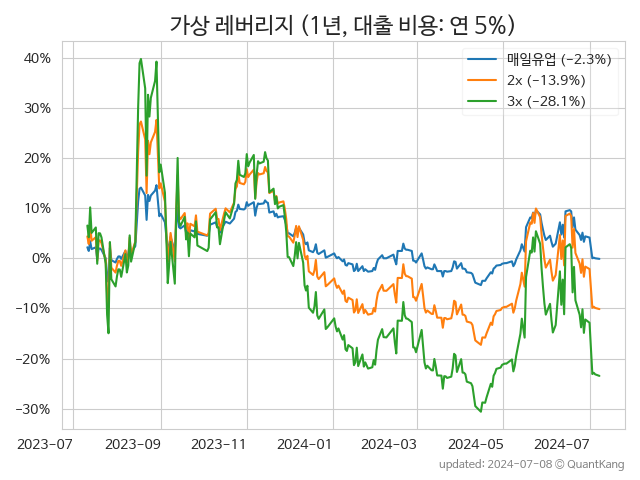 가상 레버리지 (1년, 대출 비용: 연 5%)
매일유업 (−2.3%)
2x (−13.9%)
3x (−28.1%)
40%
30%
20%
10%
0%
−10%
−20%
−30%
2023-07 2023-09 2023-11 2024-01 2024-03 2024-05 2024-07
updated: 2024-07-08 © QuantKang